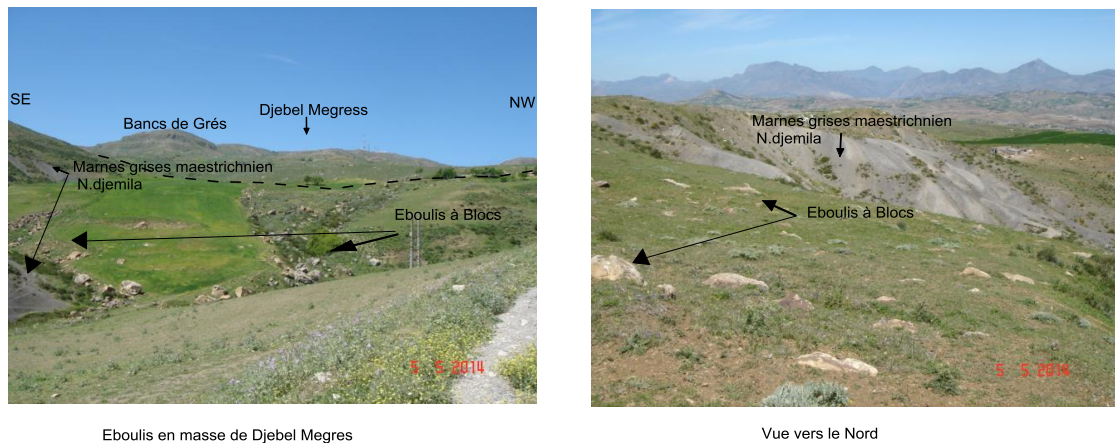 SE
NW
Djebel Megress
Bancs de Grés
Marnes grises maestrichnien
N.djemila
Eboulis à Blocs
5 5 2014
Eboulis en masse de Djebel Megres
Marnes grises maestrichnien
N.djemila
Eboulis à Blocs
5 5 2014
Vue vers le Nord